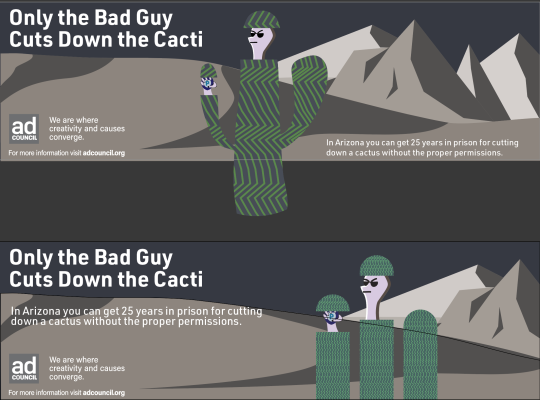 Only the Bad Guy
Cuts Down the Cacti
ad
COUNCIL
We are where
creativity and causes
converge.
For more information visit adcouncil.org
In Arizona you can get 25 years in prison for cutting
down a cactus without the proper permissions.
Only the Bad Guy
Cuts Down the Cacti
In Arizona you can get 25 years in prison for cutting
down a cactus without the proper permissions.
ad
COUNCIL
We are where
creativity and causes
converge.
For more information visit adcouncil.org